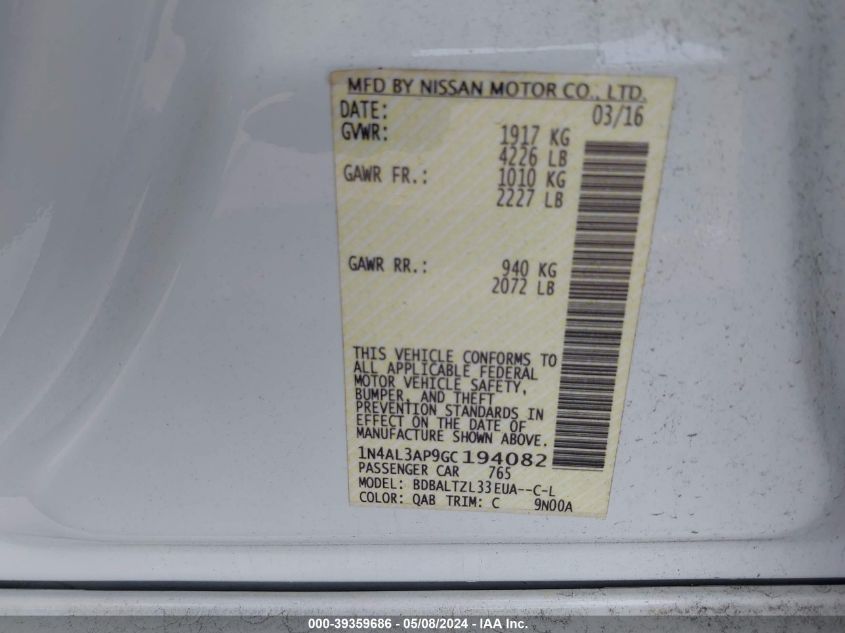 MFD BY NISSAN MOTOR CO., LTD.
DATE: 03/16
GVWR: 1917 KG
4226 LB
GAWR FR.: 1010 KG
2227 LB
GAWR RR.: 940 KG
2072 LB
THIS VEHICLE CONFORMS TO
ALL APPLICABLE FEDERAL
MOTOR VEHICLE SAFETY,
BUMPER, AND THEFT
PREVENTION STANDARDS IN
EFFECT ON THE DATE OF
MANUFACTURE SHOWN ABOVE.
1N4AL3AP9GC194082
PASSENGER CAR 765
MODEL: BDBALTZL33EUA--C-L
COLOR: QAB TRIM: C 9N00A
000-39359686 - 05/08/2024 - IAA Inc.